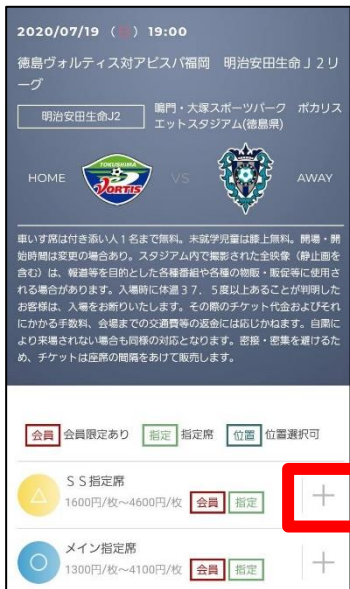 2020/07/19 ( ) 19:00
徳島ヴォルティス対アビスパ福岡　明治安田生命Ｊ２リ
ーグ
明治安田生命J2
鳴門・大塚スポーツパーク　ポカリス
エットスタジアム(徳島県)
HOME
TOKUSHIMA
VORTIS
VS
AWAY
車いす席は付き添い人１名まで無料。未就学児童は膝上無料。開場・開
始時間は変更の場合あり。スタジアム内で撮影された全映像（静止画を
含む）は、報道等を目的とした各種番組や各種の物販・販促等に使用さ
れる場合があります。入場時に体温３７．５度以上あることが判明した
お客様は、入場をお断りいたします。その際のチケット代金およびそれ
にかかる手数料、会場までの交通費等の返金には応じかねます。自粛に
より来場されない場合も同様の対応となります。密接・密集を避けるた
め、チケットは座席の間隔をあけて販売します。
会員 会員限定あり 指定 指定席 位置 位置選択可
ＳＳ指定席
1600円/枚～4600円/枚 会員 指定
メイン指定席
1300円/枚～4100円/枚 会員 指定